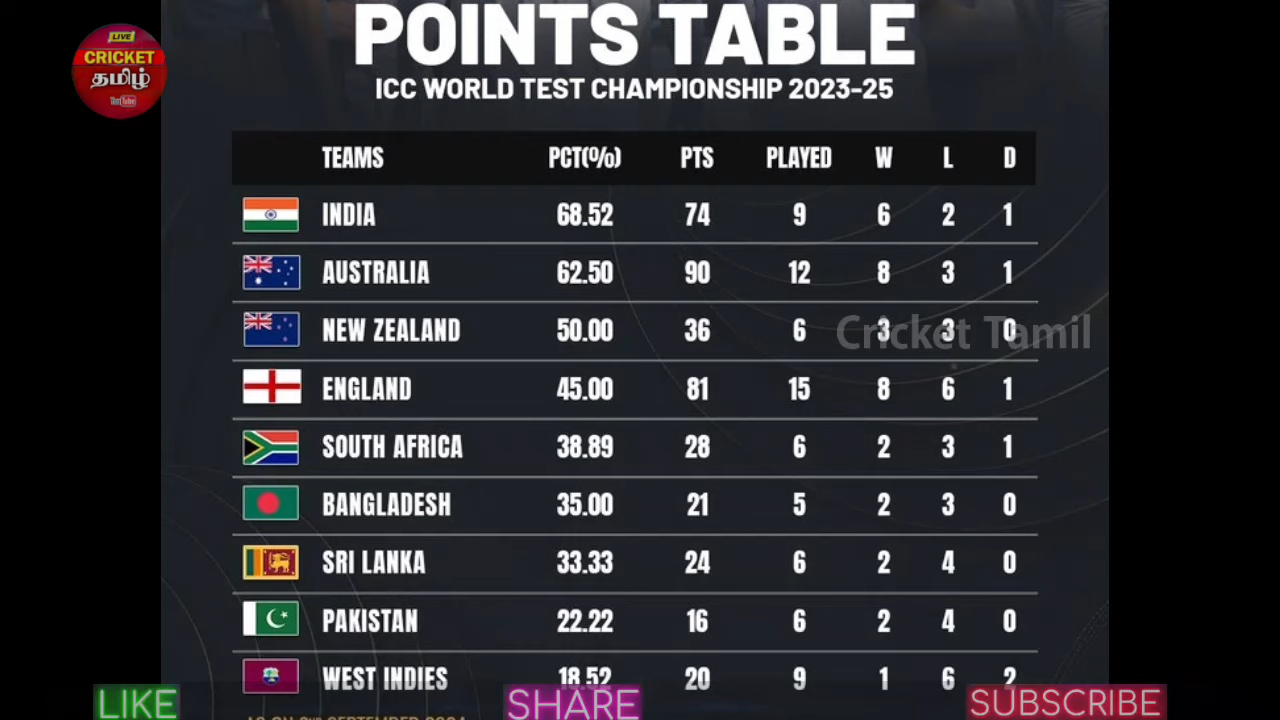 POINTS TABLE
LIVE
CRICKET
தமிழ்
YouTube
ICC WORLD TEST CHAMPIONSHIP 2023-25
TEAMS PCT(%) PTS PLAYED W L D
INDIA 68.52 74 9 6 2 1
AUSTRALIA 62.50 90 12 8 3 1
NEW ZEALAND 50.00 36 6 3 3 0
Cricket Tamil
ENGLAND 45.00 81 15 8 6 1
SOUTH AFRICA 38.89 28 6 2 3 1
BANGLADESH 35.00 21 5 2 3 0
SRI LANKA 33.33 24 6 2 4 0
PAKISTAN 22.22 16 6 2 4 0
WEST INDIES 18.52 20 9 1 6 2
LIKE SHARE SUBSCRIBE